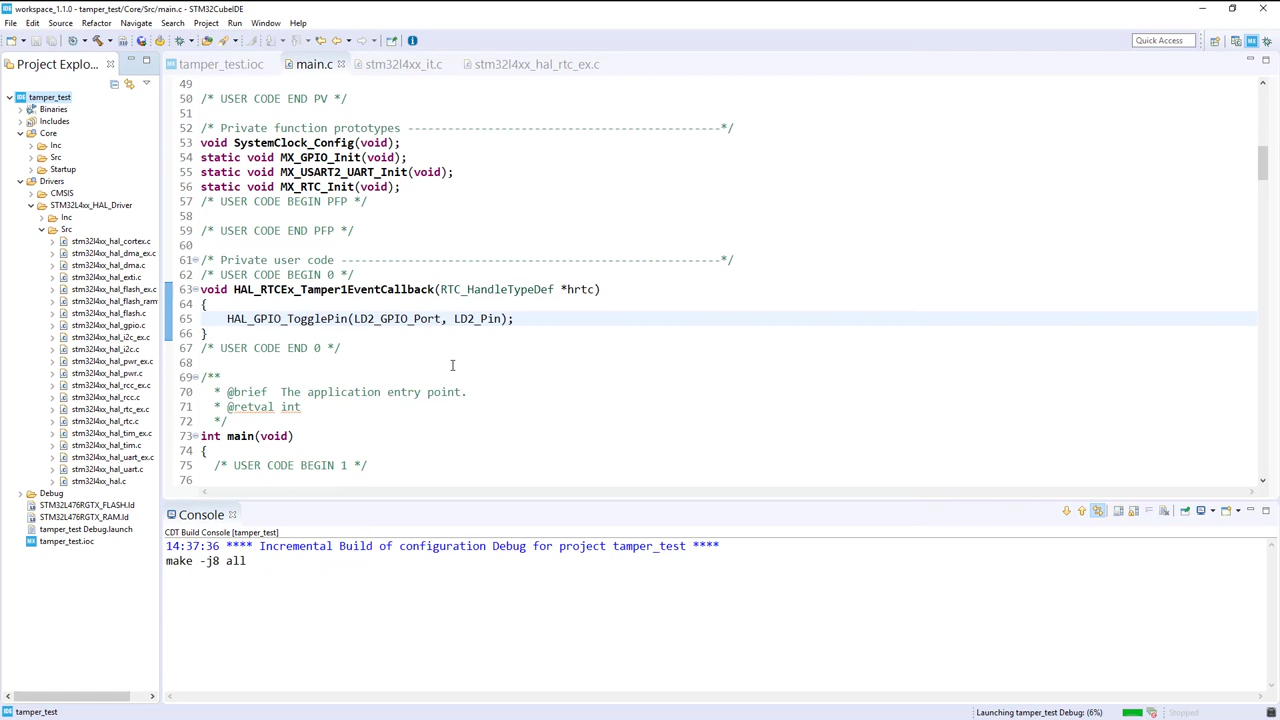 workspace_1.1.0 - tamper_test/Core/Src/main.c - STM32CubeIDE
File Edit Source Refactor Navigate Search Project Run Window Help
Quick Access
Project Explo...
tamper_test.ioc main.c stm32l4xx_it.c stm32l4xx_hal_rtc_ex.c
tamper_test
Binaries
Includes
Core
Inc
Src
Startup
Drivers
CMSIS
STM32L4xx_HAL_Driver
Inc
Src
stm32l4xx_hal_cortex.c
stm32l4xx_hal_dma_ex.c
stm32l4xx_hal_dma.c
stm32l4xx_hal_exti.c
stm32l4xx_hal_flash_ex.c
stm32l4xx_hal_flash_ram
stm32l4xx_hal_flash.c
stm32l4xx_hal_gpio.c
stm32l4xx_hal_i2c_ex.c
stm32l4xx_hal_i2c.c
stm32l4xx_hal_pwr_ex.c
stm32l4xx_hal_pwr.c
stm32l4xx_hal_rcc_ex.c
stm32l4xx_hal_rcc.c
stm32l4xx_hal_rtc_ex.c
stm32l4xx_hal_rtc.c
stm32l4xx_hal_tim_ex.c
stm32l4xx_hal_tim.c
stm32l4xx_hal_uart_ex.c
stm32l4xx_hal_uart.c
stm32l4xx_hal.c
Debug
STM32L476RGTX_FLASH.ld
STM32L476RGTX_RAM.ld
tamper_test Debug.launch
tamper_test.ioc
49
50 /* USER CODE END PV */
51
52 /* Private function prototypes -----------------------------------------------*/
53 void SystemClock_Config(void);
54 static void MX_GPIO_Init(void);
55 static void MX_USART2_UART_Init(void);
56 static void MX_RTC_Init(void);
57 /* USER CODE BEGIN PFP */
58
59 /* USER CODE END PFP */
60
61 /* Private user code ---------------------------------------------------------*/
62 /* USER CODE BEGIN 0 */
63 void HAL_RTCEx_Tamper1EventCallback(RTC_HandleTypeDef *hrtc)
64 {
65 HAL_GPIO_TogglePin(LD2_GPIO_Port, LD2_Pin);
66 }
67 /* USER CODE END 0 */
68
69 /**
70 * @brief The application entry point.
71 * @retval int
72 */
73 int main(void)
74 {
75 /* USER CODE BEGIN 1 */
76
Console
CDT Build Console [tamper_test]
14:37:36 **** Incremental Build of configuration Debug for project tamper_test ****
make -j8 all
tamper_test
Launching tamper_test Debug: (6%)
Stopped